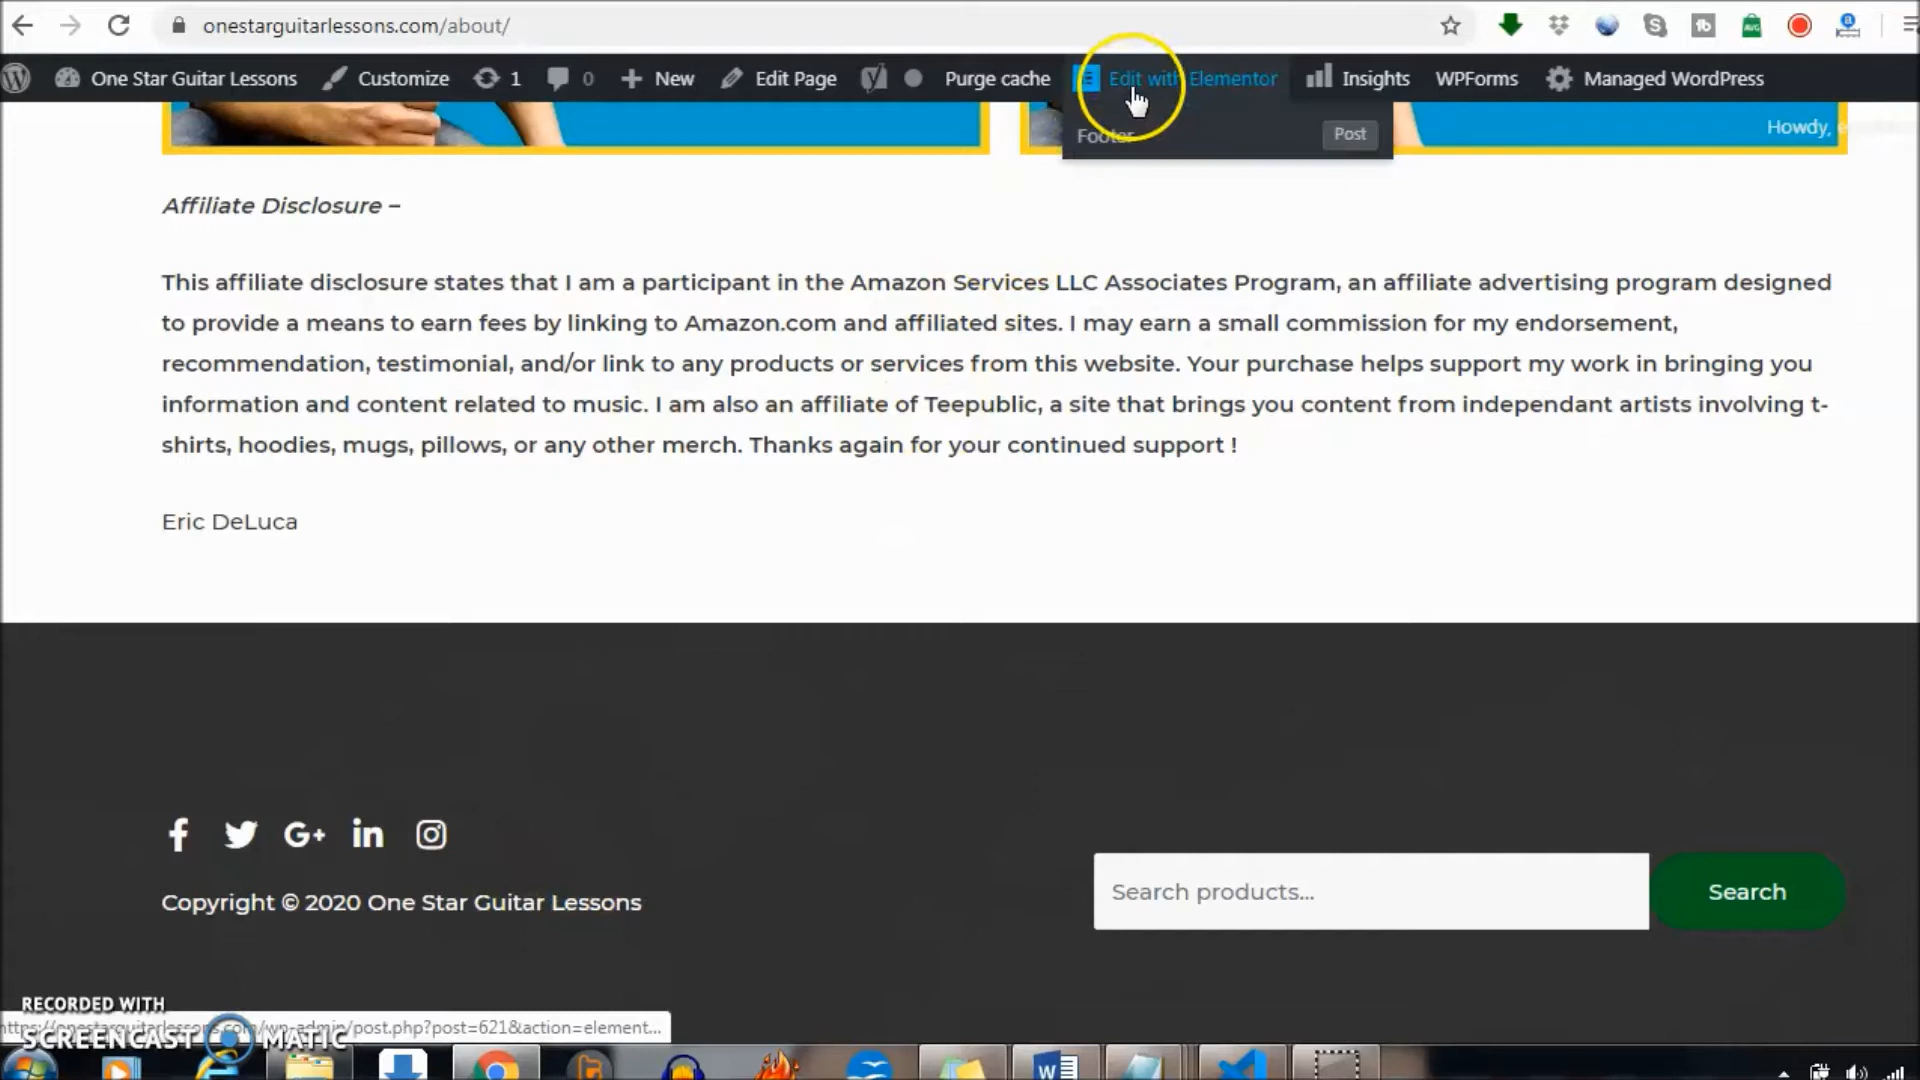 onestarguitarlessons.com/about/
One Star Guitar Lessons Customize 1 0 New Edit Page Purge cache Edit with Elementor Insights WPForms Managed WordPress
Footer Post
Howdy,
Affiliate Disclosure –
This affiliate disclosure states that I am a participant in the Amazon Services LLC Associates Program, an affiliate advertising program designed
to provide a means to earn fees by linking to Amazon.com and affiliated sites. I may earn a small commission for my endorsement,
recommendation, testimonial, and/or link to any products or services from this website. Your purchase helps support my work in bringing you
information and content related to music. I am also an affiliate of Teepublic, a site that brings you content from independant artists involving t-
shirts, hoodies, mugs, pillows, or any other merch. Thanks again for your continued support !
Eric DeLuca
Search products... Search
Copyright © 2020 One Star Guitar Lessons
RECORDED WITH
https://onestarguitarlessons.com/wp-admin/post.php?post=621&action=element...
SCREENCAST MATIC